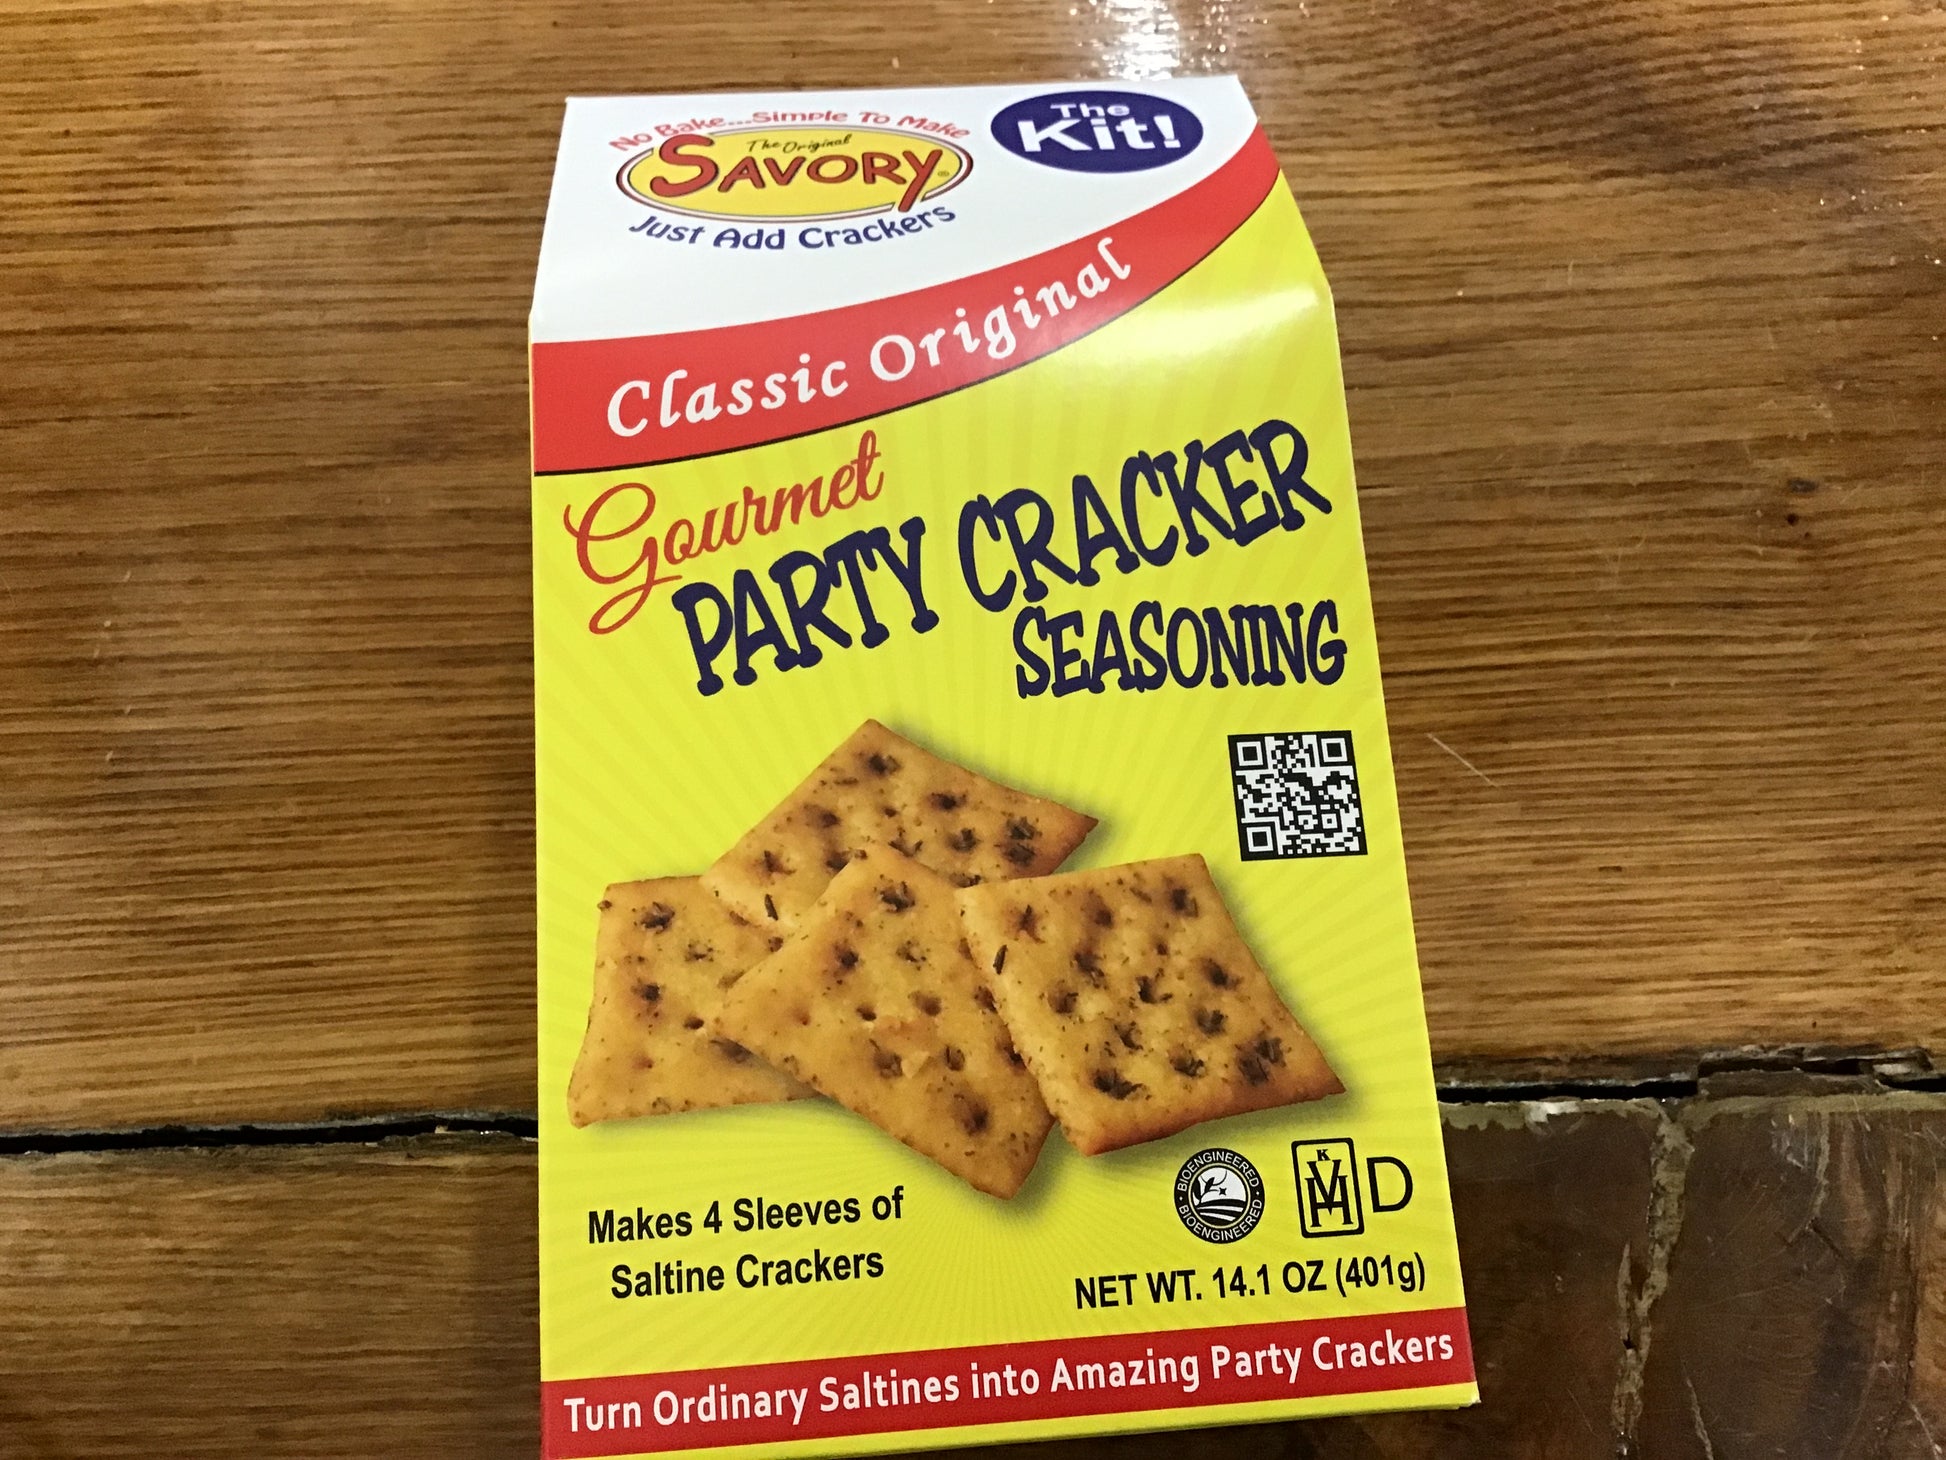 No Bake...Simple To Make
The Original
SAVORY®
Just Add Crackers
The
Kit!
Classic Original
Gourmet
PARTY CRACKER
SEASONING
BIOENGINEERED
BIOENGINEERED
K
VHM
D
Makes 4 Sleeves of
Saltine Crackers
NET WT. 14.1 OZ (401g)
Turn Ordinary Saltines into Amazing Party Crackers